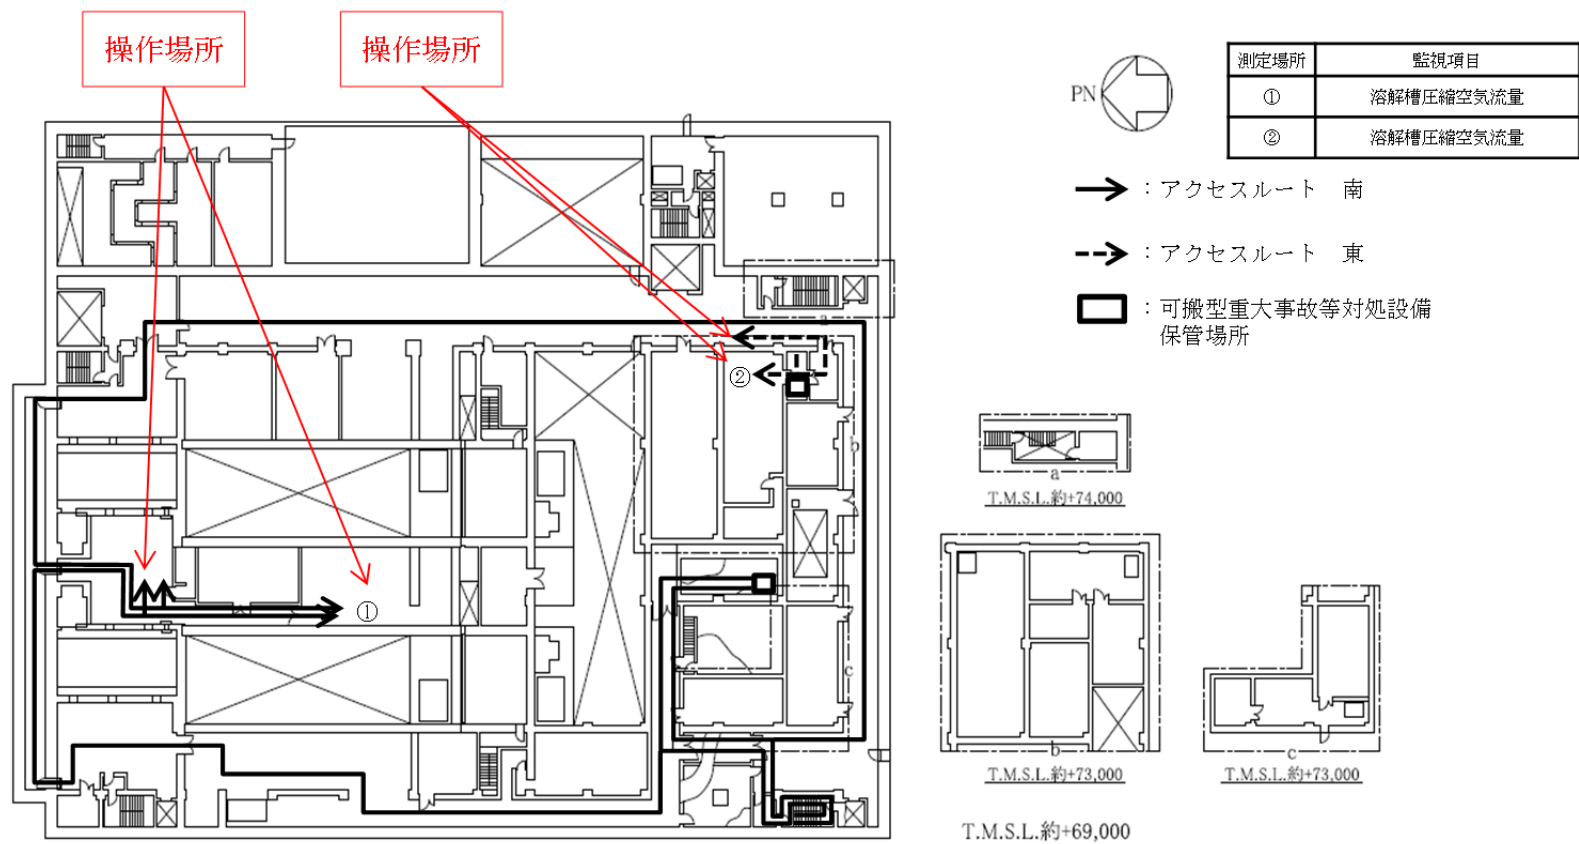 操作場所
操作場所
PN
測定場所 監視項目
① 溶解槽圧縮空気流量
② 溶解槽圧縮空気流量
：アクセスルート　南
：アクセスルート　東
：可搬型重大事故等対処設備
保管場所
a
②
b
①
c
a
T.M.S.L.約+74,000
b
T.M.S.L.約+73,000
c
T.M.S.L.約+73,000
T.M.S.L.約+69,000